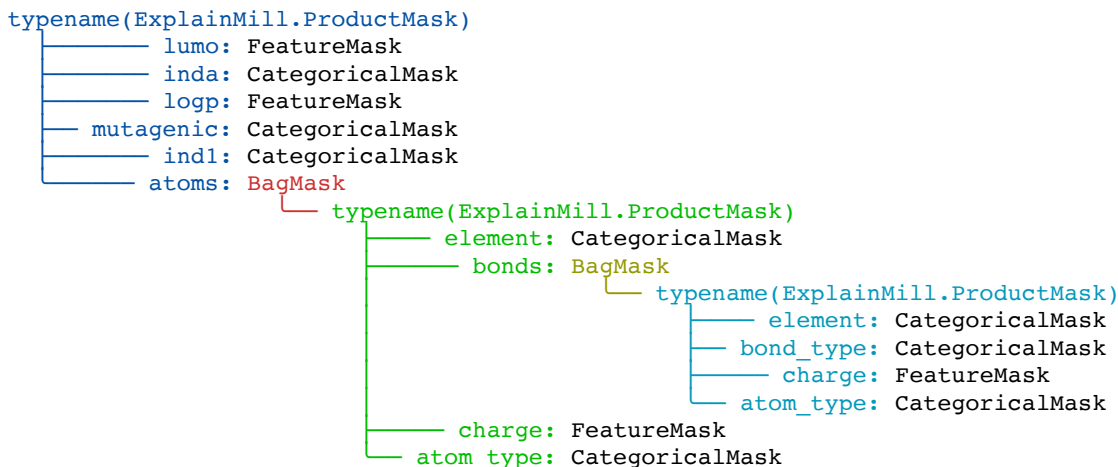 typename(ExplainMill.ProductMask)
lumo: FeatureMask
inda: CategoricalMask
logp: FeatureMask
mutagenic: CategoricalMask
ind1: CategoricalMask
atoms: BagMask
typename(ExplainMill.ProductMask)
element: CategoricalMask
bonds: BagMask
typename(ExplainMill.ProductMask)
element: CategoricalMask
bond_type: CategoricalMask
charge: FeatureMask
atom_type: CategoricalMask
charge: FeatureMask
atom_type: CategoricalMask